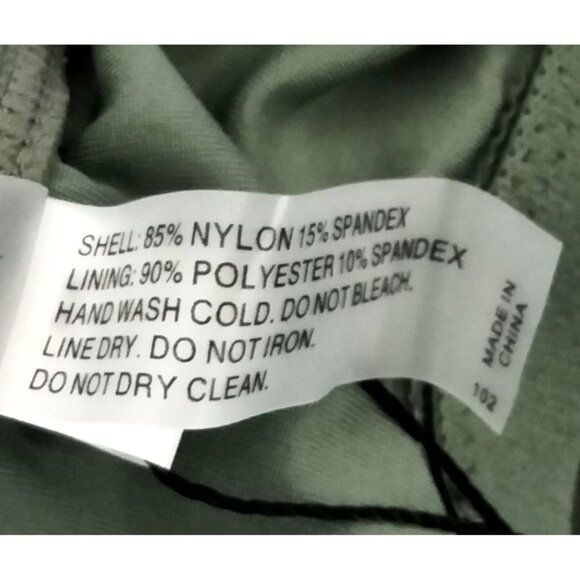 SHELL: 85% NYLON 15% SPANDEX
LINING: 90% POLYESTER 10% SPANDEX
HAND WASH COLD. DO NOT BLEACH.
LINE DRY. DO NOT IRON.
DO NOT DRY CLEAN.
MADE IN
CHINA
102